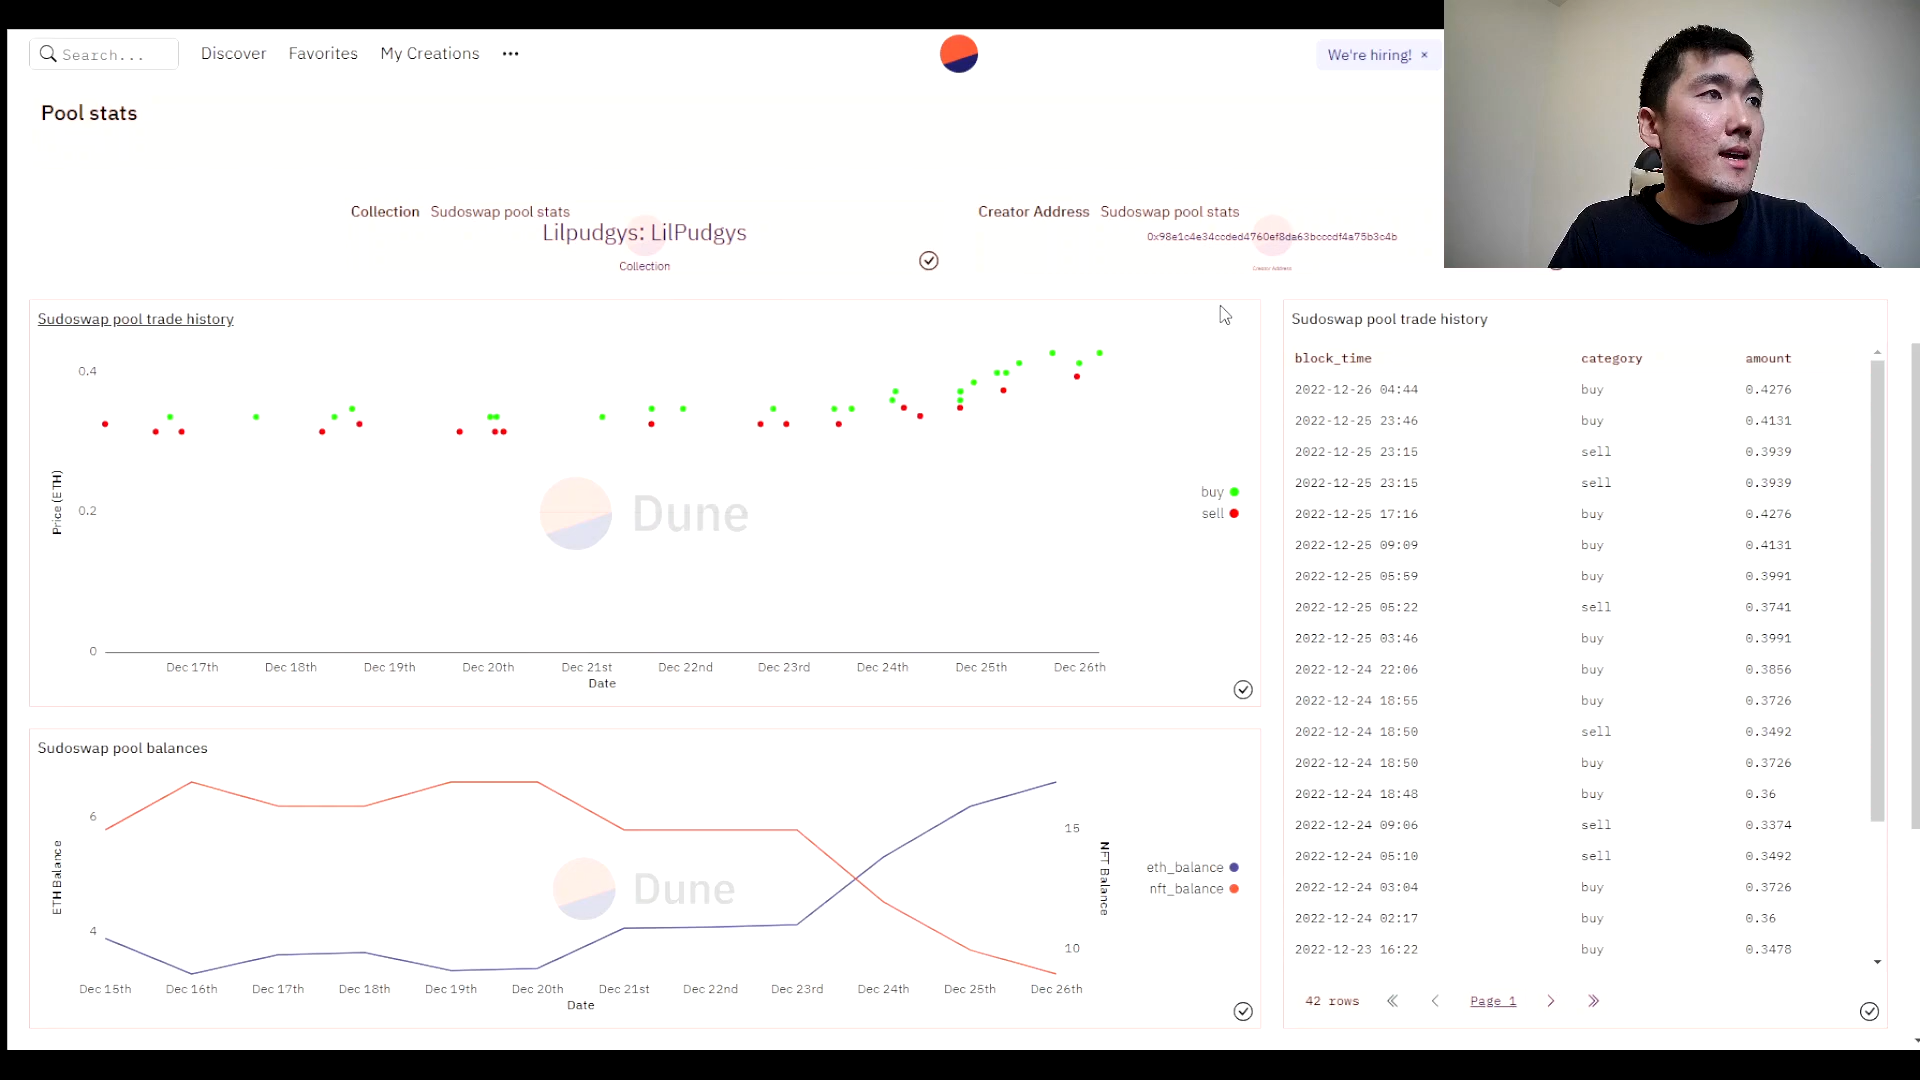 Search...
Discover
Favorites
My Creations
We're hiring! ×
Pool stats
Collection Sudoswap pool stats
Lilpudgys: LilPudgys
Collection
Creator Address Sudoswap pool stats
Creator Address
Sudoswap pool trade history
0.4
0.2
0
Price (ETH)
Dune
buy
sell
Dec 17th
Dec 18th
Dec 19th
Dec 20th
Dec 21st
Dec 22nd
Dec 23rd
Dec 24th
Dec 25th
Dec 26th
Date
Sudoswap pool balances
6
4
ETH Balance
Dune
15
10
NFT Balance
eth_balance
nft_balance
Dec 15th
Dec 16th
Dec 17th
Dec 18th
Dec 19th
Dec 20th
Dec 21st
Dec 22nd
Dec 23rd
Dec 24th
Dec 25th
Dec 26th
Date
Sudoswap pool trade history
block_time category amount
2022-12-26 04:44 buy 0.4276
2022-12-25 23:46 buy 0.4131
2022-12-25 23:15 sell 0.3939
2022-12-25 23:15 sell 0.3939
2022-12-25 17:16 buy 0.4276
2022-12-25 09:09 buy 0.4131
2022-12-25 05:59 buy 0.3991
2022-12-25 05:22 sell 0.3741
2022-12-25 03:46 buy 0.3991
2022-12-24 22:06 buy 0.3856
2022-12-24 18:55 buy 0.3726
2022-12-24 18:50 sell 0.3492
2022-12-24 18:50 buy 0.3726
2022-12-24 18:48 buy 0.36
2022-12-24 09:06 sell 0.3374
2022-12-24 05:10 sell 0.3492
2022-12-24 03:04 buy 0.3726
2022-12-24 02:17 buy 0.36
2022-12-23 16:22 buy 0.3478
42 rows
Page 1